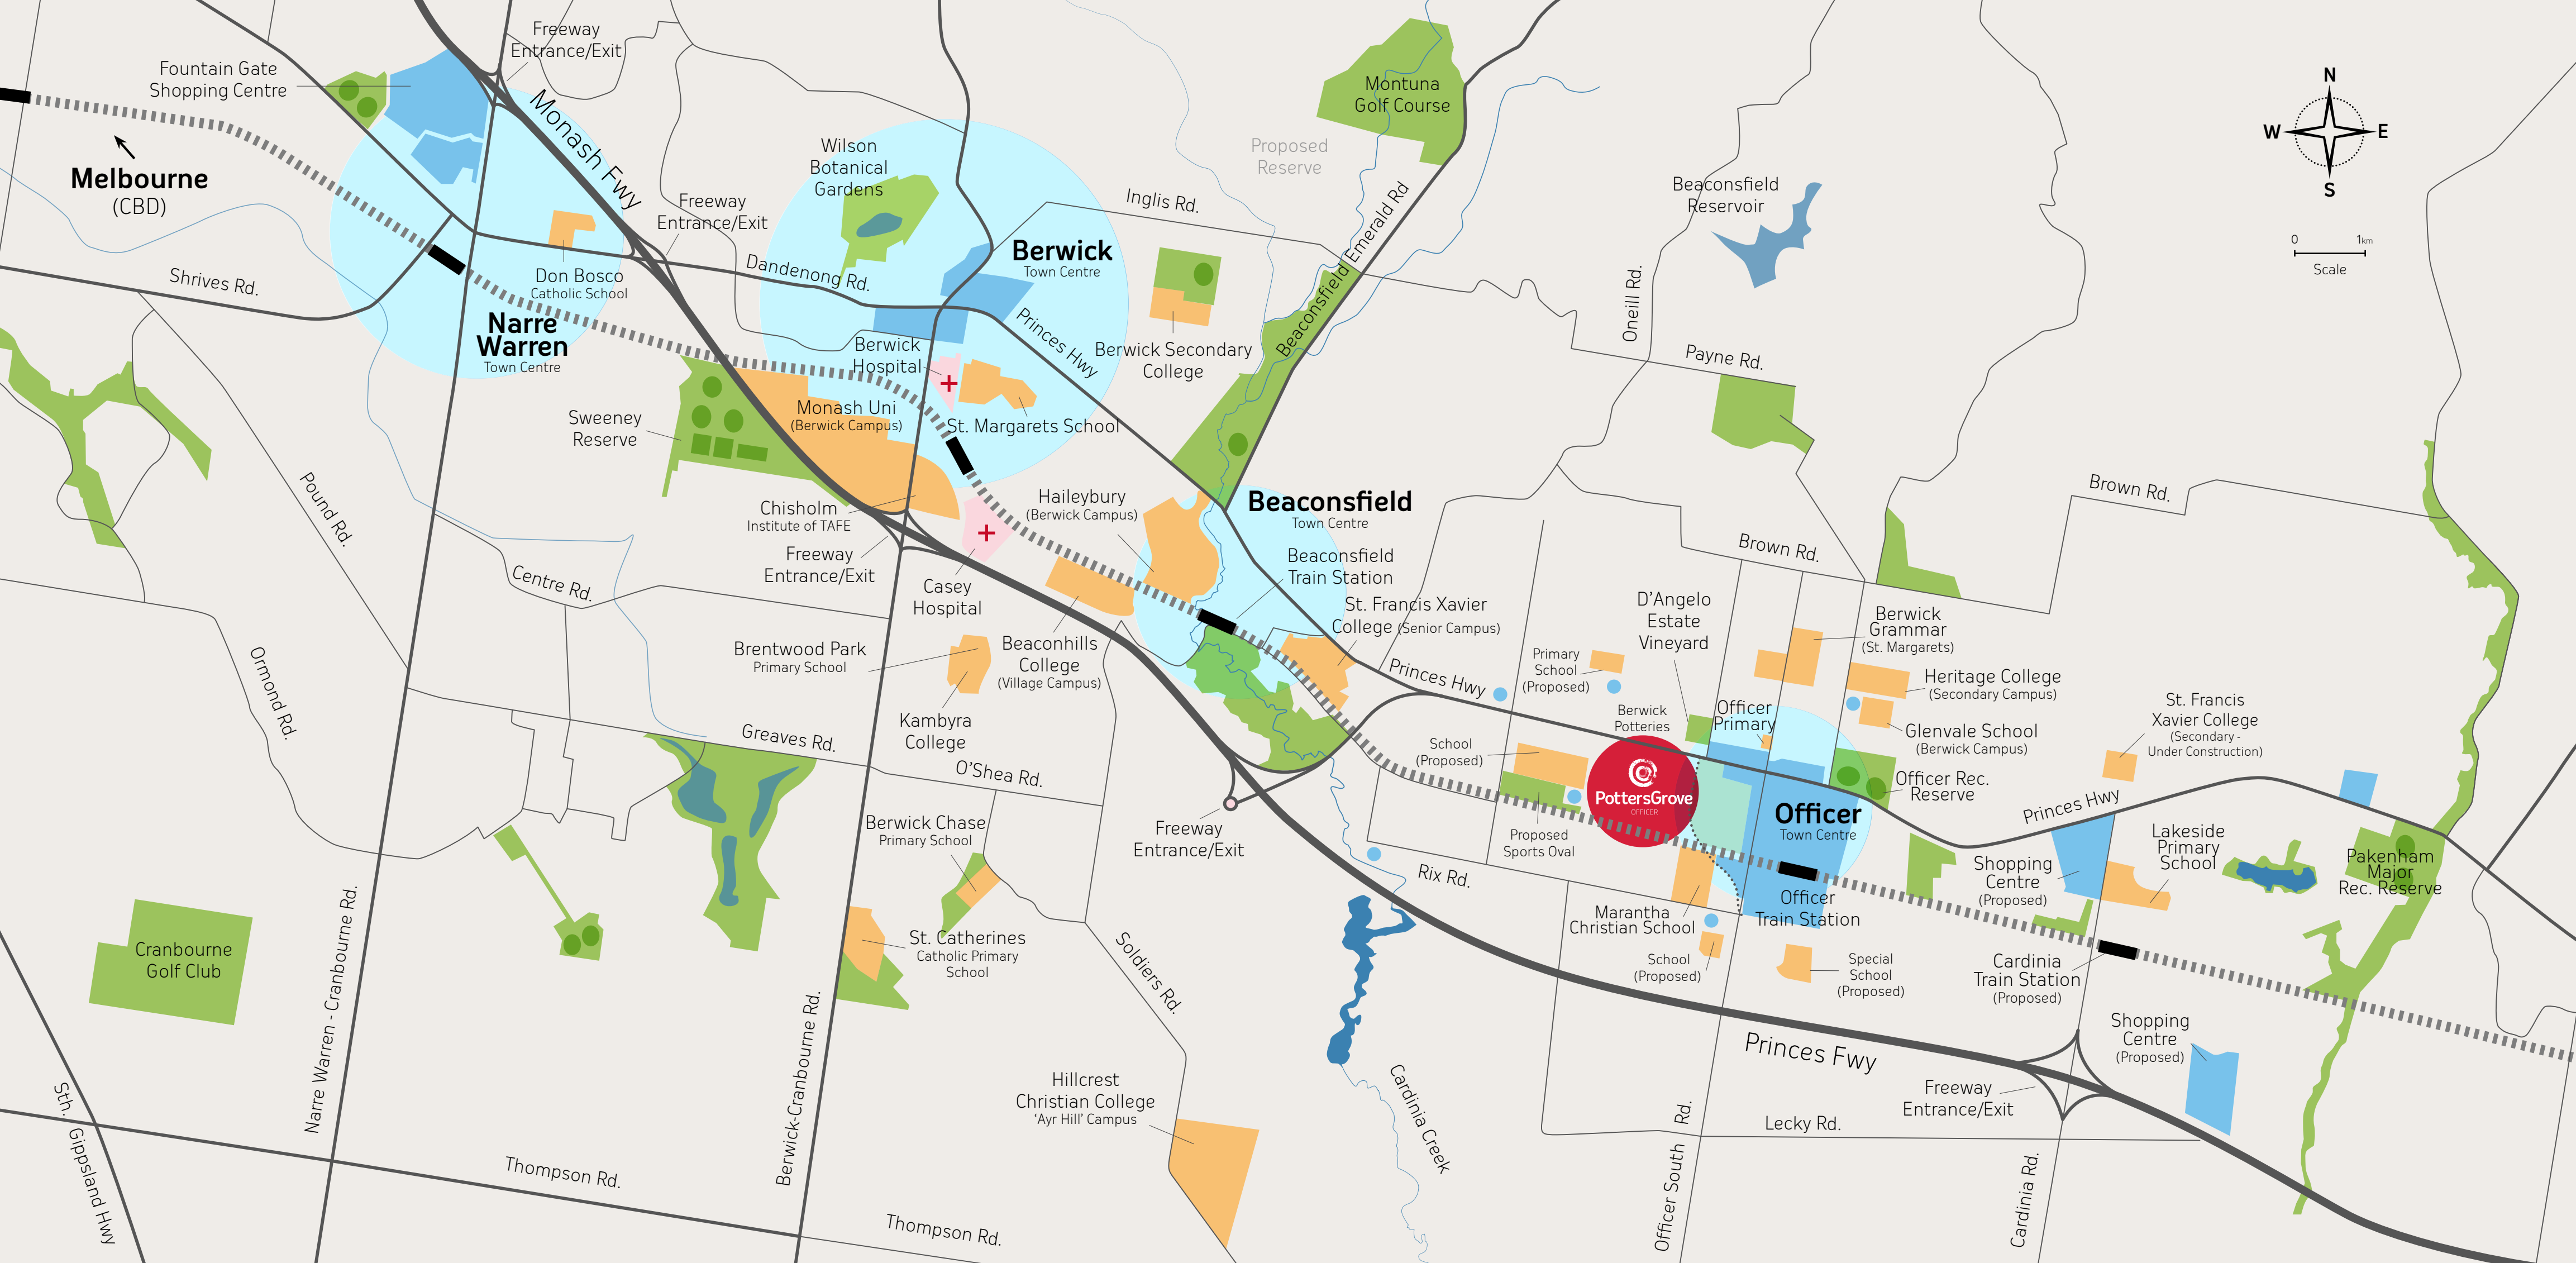 Freeway
Entrance/Exit
Fountain Gate
Shopping Centre
Monash Fwy
Melbourne
(CBD)
Wilson
Botanical
Gardens
Freeway
Entrance/Exit
Montuna
Golf Course
Proposed
Reserve
Inglis Rd.
Beaconsfield Emerald Rd
Beaconsfield
Reservoir
N
W
E
S
0
1km
Scale
Shrives Rd.
Don Bosco
Catholic School
Narre
Warren
Town Centre
Dandenong Rd.
Berwick
Town Centre
Princes Hwy
Berwick
Hospital
Berwick Secondary
College
Oneill Rd.
Payne Rd.
Sweeney
Reserve
Monash Uni
(Berwick Campus)
St. Margarets School
Pound Rd.
Chisholm
Institute of TAFE
Freeway
Entrance/Exit
Haileybury
(Berwick Campus)
Beaconsfield
Town Centre
Beaconsfield
Train Station
Brown Rd.
Brown Rd.
Centre Rd.
Casey
Hospital
St. Francis Xavier
College (Senior Campus)
D'Angelo
Estate
Vineyard
Berwick
Grammar
(St. Margarets)
Ormond Rd.
Brentwood Park
Primary School
Beaconhills
College
(Village Campus)
Princes Hwy
Primary
School
(Proposed)
Heritage College
(Secondary Campus)
Kambyra
College
Berwick
Potteries
Officer
Primary
Glenvale School
(Berwick Campus)
St. Francis
Xavier College
(Secondary -
Under Construction)
Greaves Rd.
O'Shea Rd.
School
(Proposed)
PottersGrove
OFFICER
Officer Rec.
Reserve
Princes Hwy
Berwick Chase
Primary School
Freeway
Entrance/Exit
Proposed
Sports Oval
Officer
Town Centre
Shopping
Centre
(Proposed)
Lakeside
Primary
School
Pakenham
Major
Rec. Reserve
Rix Rd.
Officer
Train Station
Marantha
Christian School
Cranbourne
Golf Club
Narre Warren - Cranbourne Rd.
St. Catherines
Catholic Primary
School
Soldiers Rd.
School
(Proposed)
Special
School
(Proposed)
Cardinia
Train Station
(Proposed)
Berwick-Cranbourne Rd.
Princes Fwy
Shopping
Centre
(Proposed)
Sth. Gippsland Hwy
Hillcrest
Christian College
'Ayr Hill' Campus
Cardinia Creek
Freeway
Entrance/Exit
Lecky Rd.
Officer South Rd.
Cardinia Rd.
Thompson Rd.
Thompson Rd.